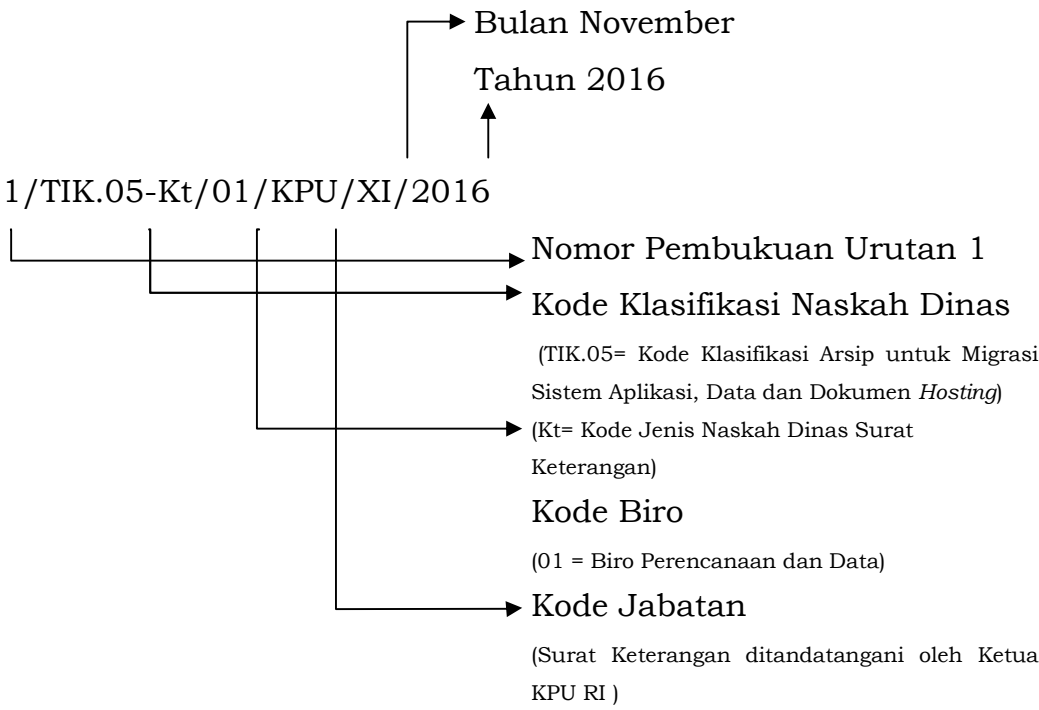 Bulan November
Tahun 2016
1/TIK.05-Kt/01/KPU/XI/2016
Nomor Pembukuan Urutan 1
Kode Klasifikasi Naskah Dinas
(TIK.05= Kode Klasifikasi Arsip untuk Migrasi
Sistem Aplikasi, Data dan Dokumen Hosting)
(Kt= Kode Jenis Naskah Dinas Surat
Keterangan)
Kode Biro
(01 = Biro Perencanaan dan Data)
Kode Jabatan
(Surat Keterangan ditandatangani oleh Ketua
KPU RI )